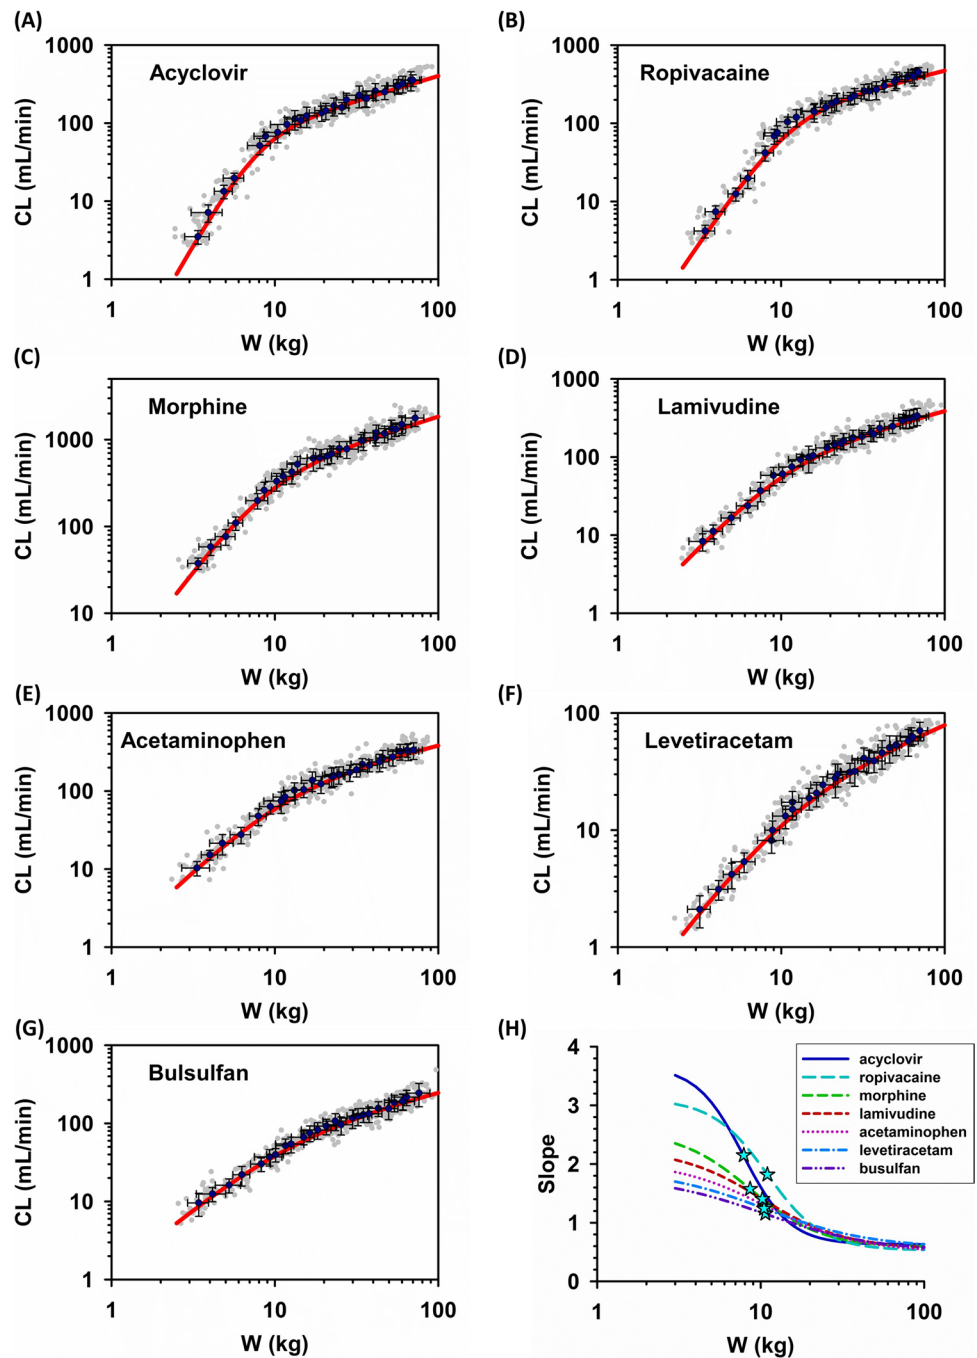 (A)
Acyclovir
CL (mL/min)
1000
100
10
1
1 10 100
W (kg)
(B)
Ropivacaine
CL (mL/min)
1000
100
10
1
1 10 100
W (kg)
(C)
Morphine
CL (mL/min)
1000
100
10
1 10 100
W (kg)
(D)
Lamivudine
CL (mL/min)
1000
100
10
1
1 10 100
W (kg)
(E)
Acetaminophen
CL (mL/min)
1000
100
10
1
1 10 100
W (kg)
(F)
Levetiracetam
CL (mL/min)
100
10
1
1 10 100
W (kg)
(G)
Bulsulfan
CL (mL/min)
1000
100
10
1
1 10 100
W (kg)
(H)
Slope
4
3
2
1
0
1 10 100
W (kg)
acyclovir
ropivacaine
morphine
lamivudine
acetaminophen
levetiracetam
busulfan